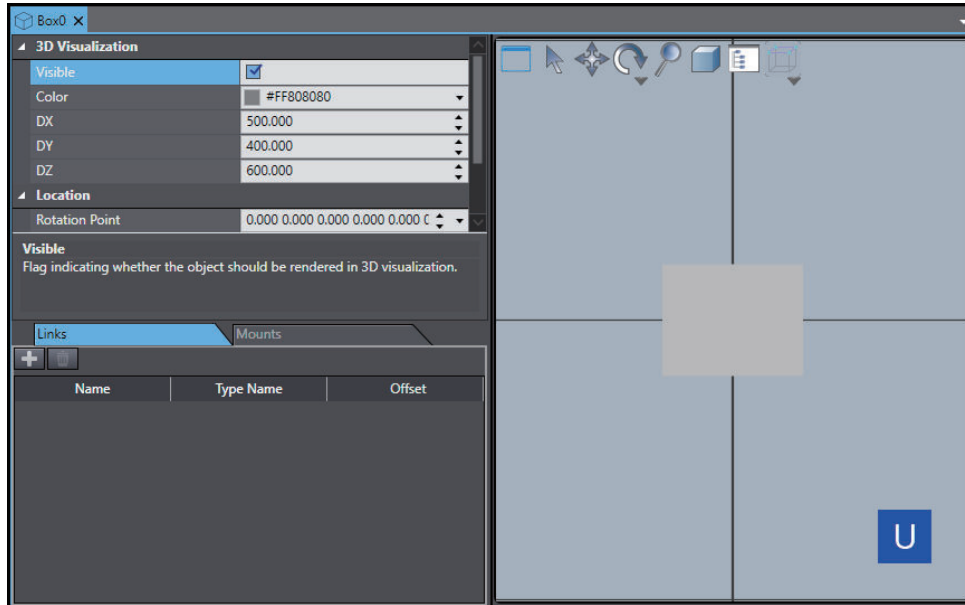 Box0
3D Visualization
Visible
Color #FF808080
DX 500.000
DY 400.000
DZ 600.000
Location
Rotation Point 0.000 0.000 0.000 0.000 0.000
Visible
Flag indicating whether the object should be rendered in 3D visualization.
Links Mounts
Name Type Name Offset
U